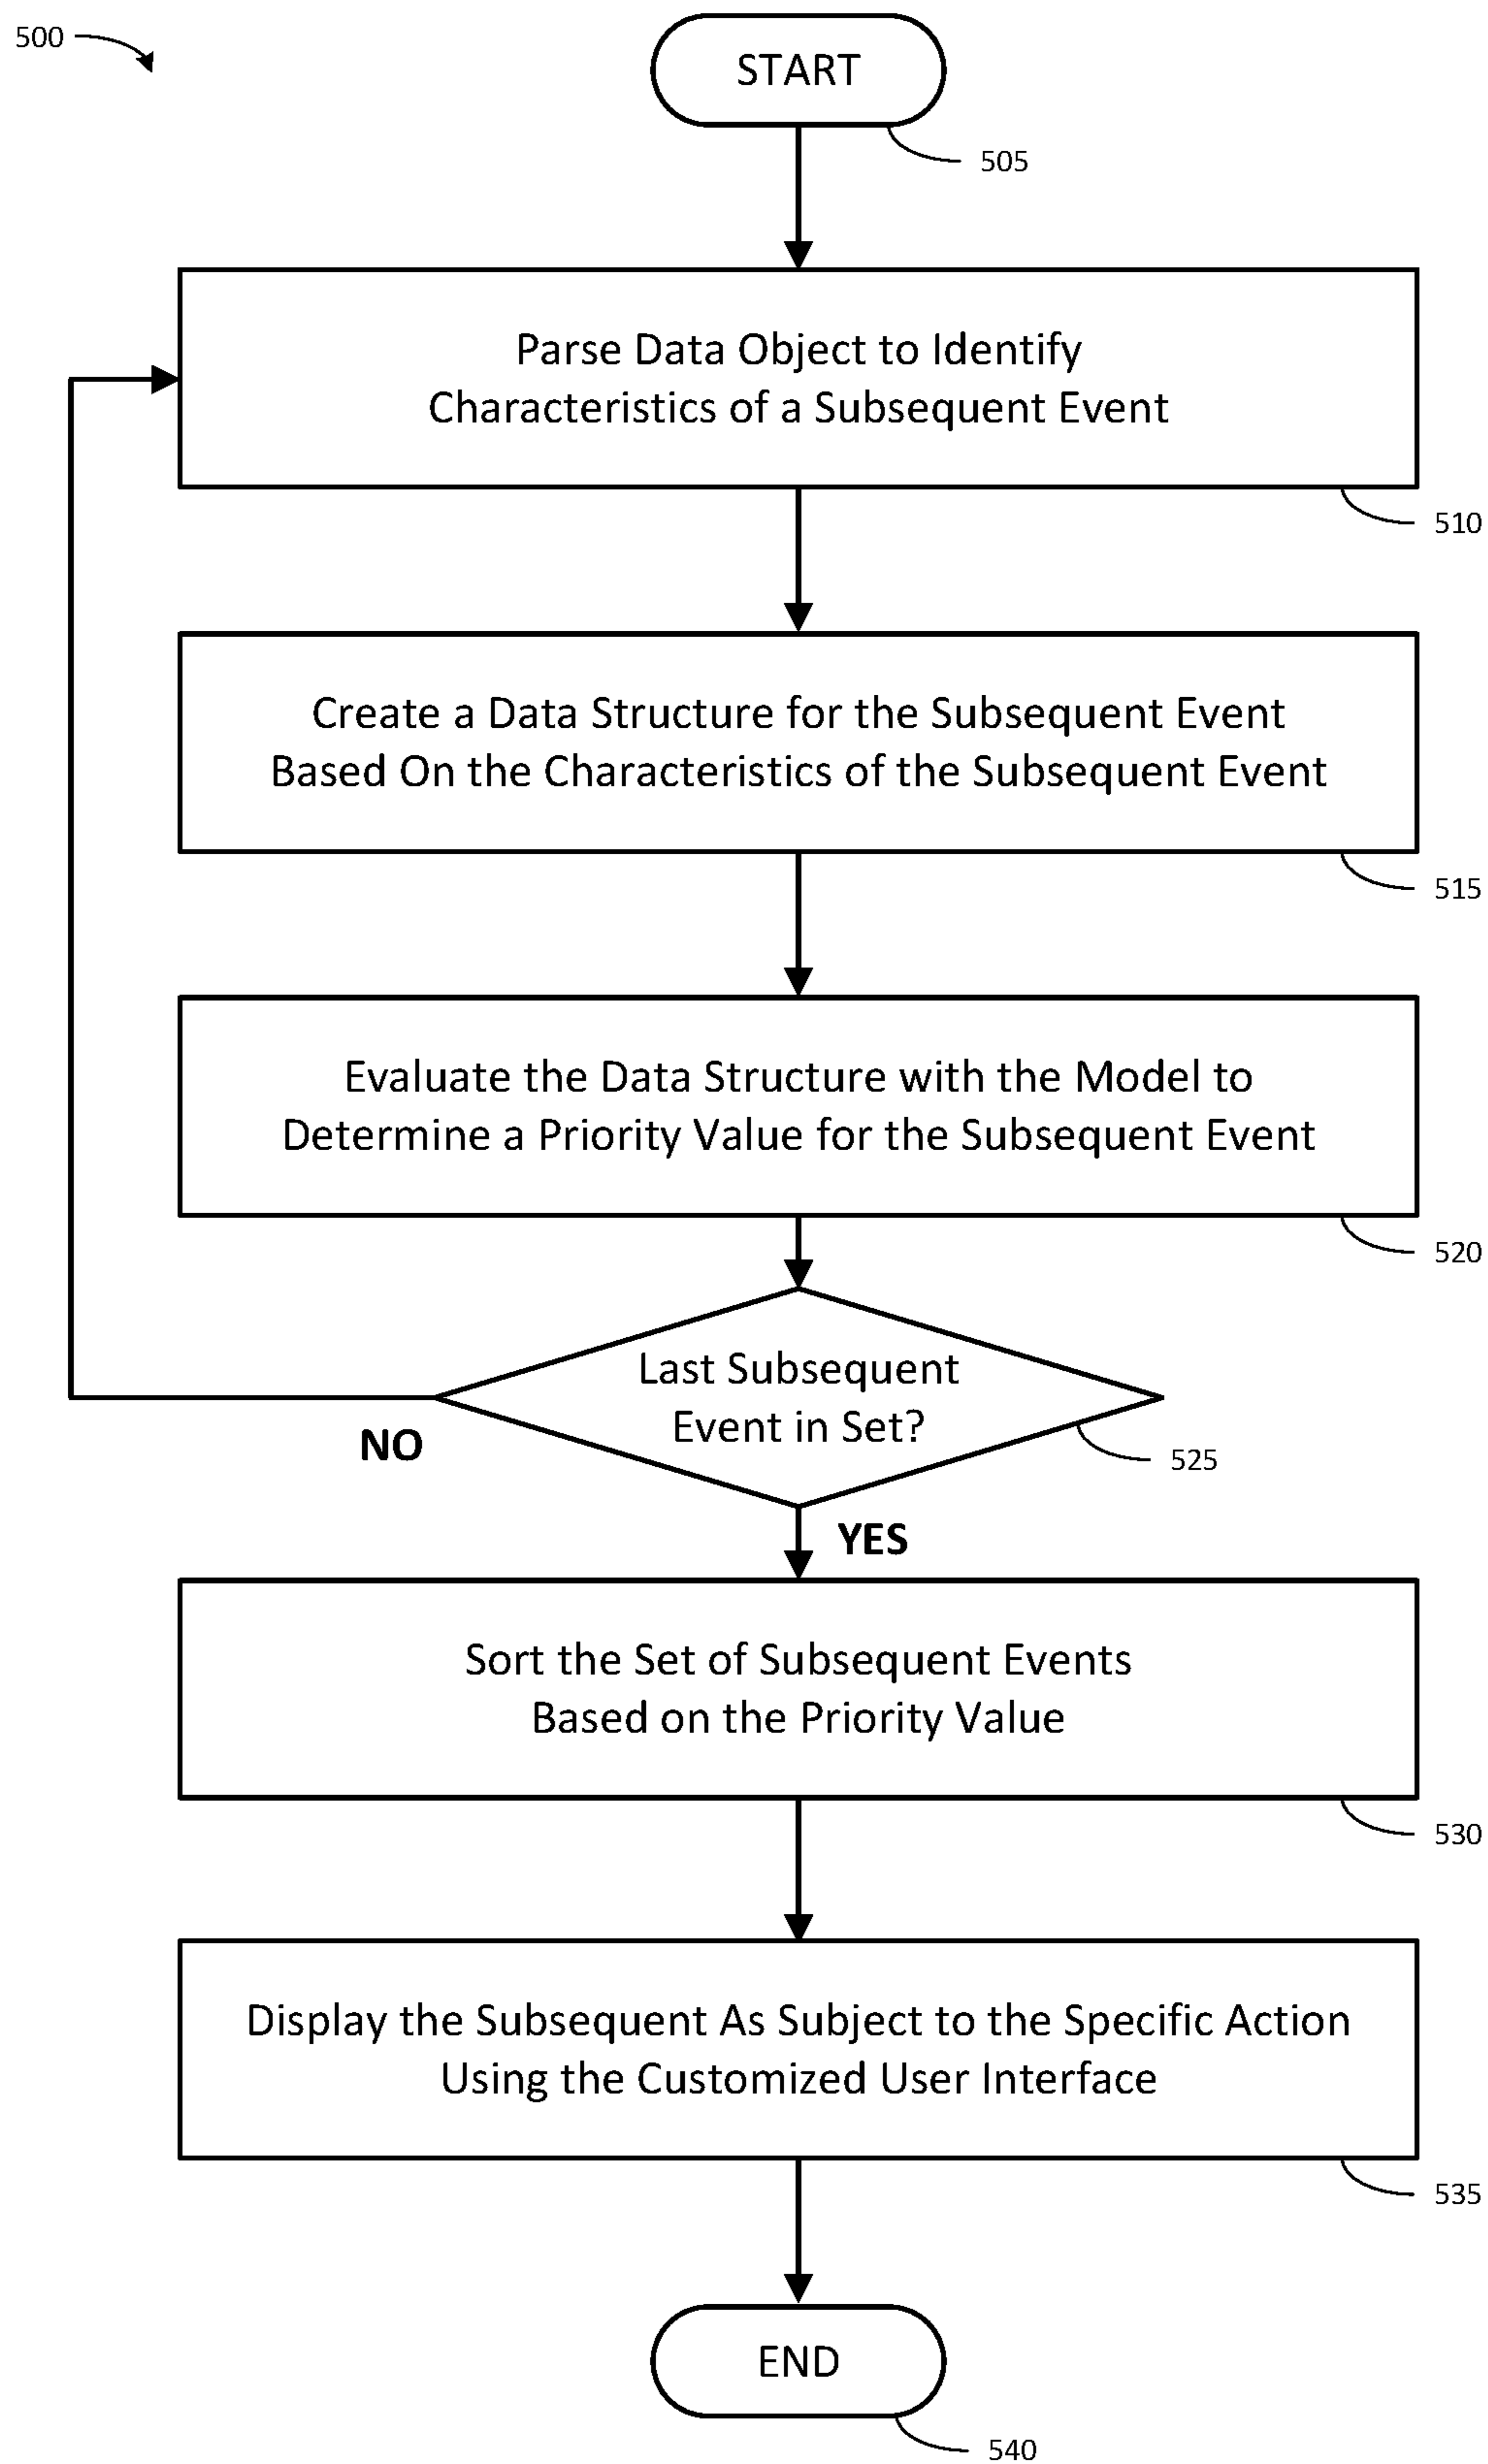 500
START
505
Parse Data Object to Identify
Characteristics of a Subsequent Event
510
Create a Data Structure for the Subsequent Event
Based On the Characteristics of the Subsequent Event
515
Evaluate the Data Structure with the Model to
Determine a Priority Value for the Subsequent Event
520
Last Subsequent
Event in Set?
NO
525
YES
Sort the Set of Subsequent Events
Based on the Priority Value
530
Display the Subsequent As Subject to the Specific Action
Using the Customized User Interface
535
END
540